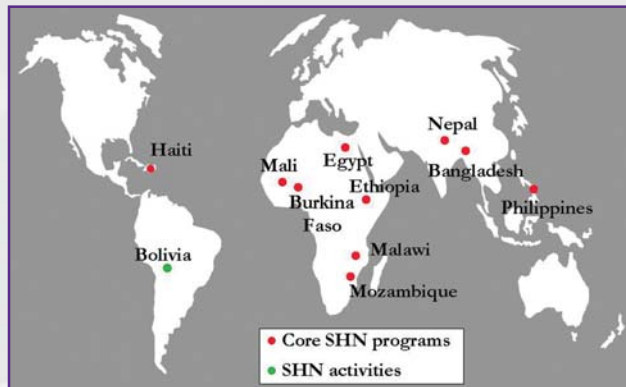 Haiti
Mali
Burkina
Faso
Egypt
Ethiopia
Nepal
Bangladesh
Philippines
Bolivia
Malawi
Mozambique
Core SHN programs
SHN activities